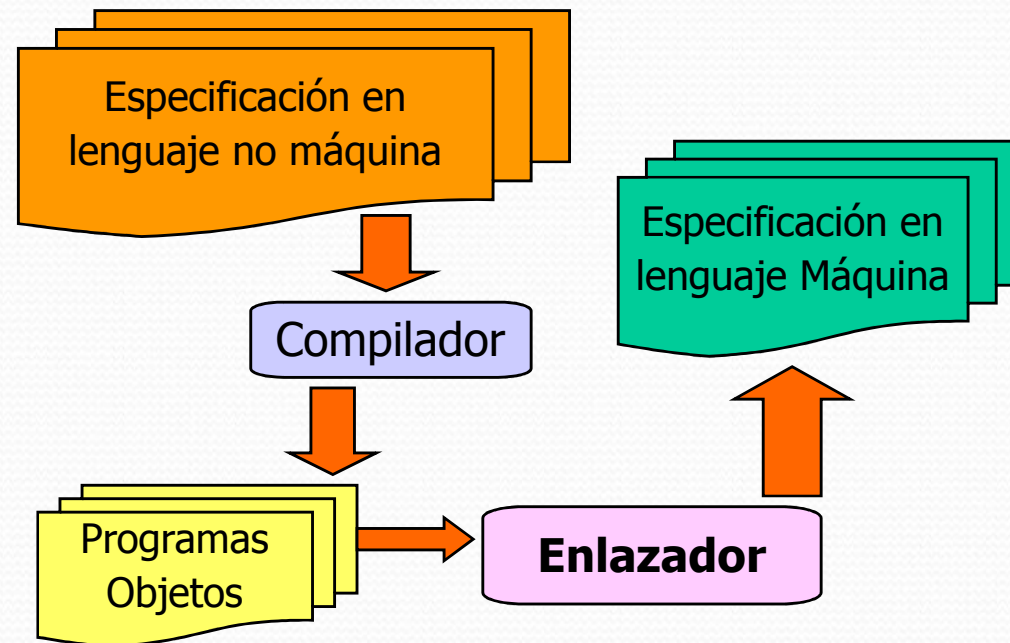 Especificación en
lenguaje no máquina
Compilador
Programas
Objetos
Enlazador
Especificación en
lenguaje Máquina